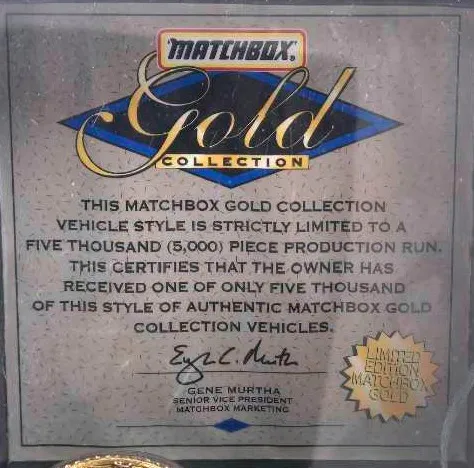 MATCHBOX
Gold
COLLECTION
THIS MATCHBOX GOLD COLLECTION
VEHICLE STYLE IS STRICTLY LIMITED TO A
FIVE THOUSAND (5,000) PIECE PRODUCTION RUN.
THIS CERTIFIES THAT THE OWNER HAS
RECEIVED ONE OF ONLY FIVE THOUSAND
OF THIS STYLE OF AUTHENTIC MATCHBOX GOLD
COLLECTION VEHICLES.
GENE MURTHA
SENIOR VICE PRESIDENT
MATCHBOX MARKETING
LIMITED
EDITION
MATCHBOX
GOLD